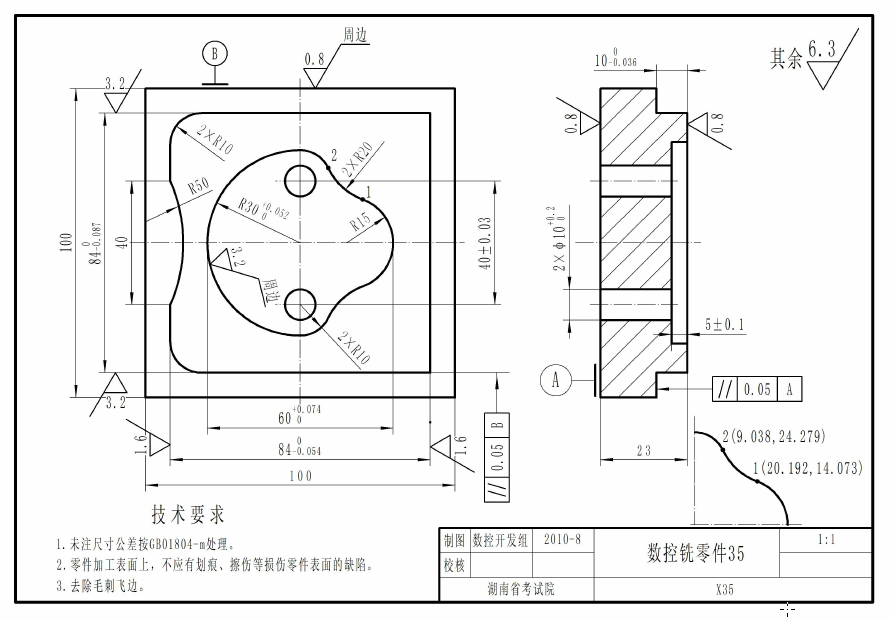 周边
B
3.2
0.8
10 0 -0.036
其余 6.3
0.8
0.8
2×R10
2
2×R20
1
R50
R30 +0.052 0
R15
3.2
周边
100
84 0 -0.087
40
40±0.03
2×ф10 +0.2 0
5±0.1
2×R10
3.2
A
// 0.05 A
60 +0.074 0
1.6
84 0 -0.054
1.6
100
// 0.05 B
23
2(9.038,24.279)
1(20.192,14.073)
技术要求
1.未注尺寸公差按GB01804-m处理。
2.零件加工表面上,不应有划痕、擦伤等损伤零件表面的缺陷。
3.去除毛刺飞边。
制图 数控开发组 2010-8 数控铣零件35 1:1
校核
湖南省考试院 X35